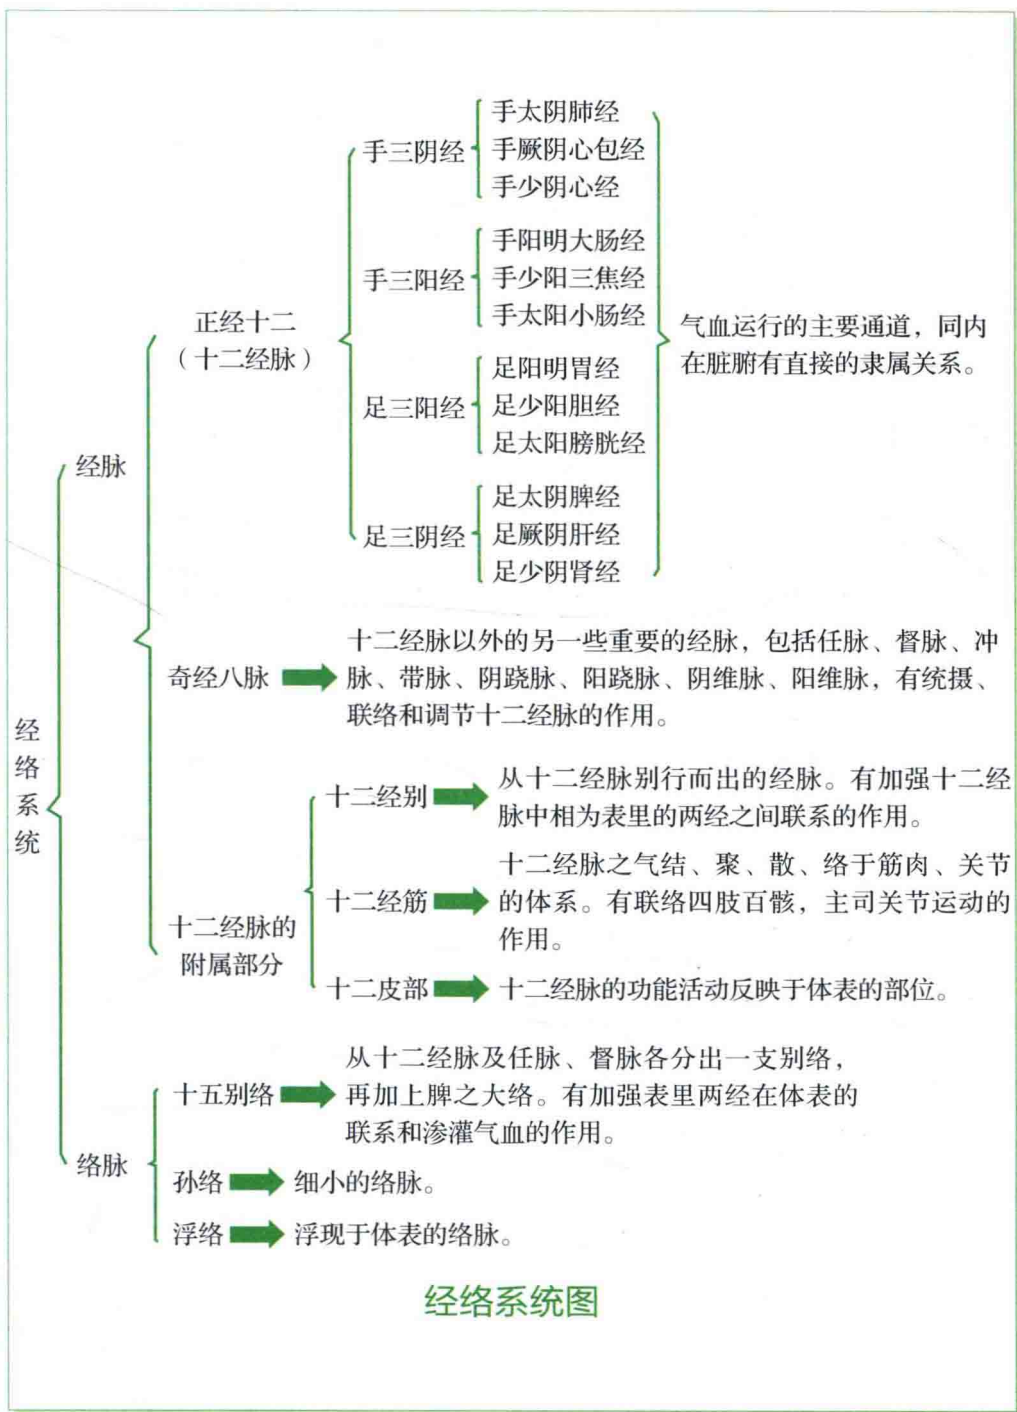 经络系统
经脉
正经十二
（十二经脉）
手三阴经
手太阴肺经
手厥阴心包经
手少阴心经
手三阳经
手阳明大肠经
手少阳三焦经
手太阳小肠经
足三阳经
足阳明胃经
足少阳胆经
足太阳膀胱经
足三阴经
足太阴脾经
足厥阴肝经
足少阴肾经
气血运行的主要通道，同内
在脏腑有直接的隶属关系。
奇经八脉
十二经脉以外的另一些重要的经脉，包括任脉、督脉、冲
脉、带脉、阴跷脉、阳跷脉、阴维脉、阳维脉，有统摄、
联络和调节十二经脉的作用。
十二经脉的
附属部分
十二经别
从十二经脉别行而出的经脉。有加强十二经
脉中相为表里的两经之间联系的作用。
十二经筋
十二经脉之气结、聚、散、络于筋肉、关节
的体系。有联络四肢百骸，主司关节运动的
作用。
十二皮部
十二经脉的功能活动反映于体表的部位。
络脉
十五别络
从十二经脉及任脉、督脉各分出一支别络，
再加上脾之大络。有加强表里两经在体表的
联系和渗灌气血的作用。
孙络
细小的络脉。
浮络
浮现于体表的络脉。
经络系统图